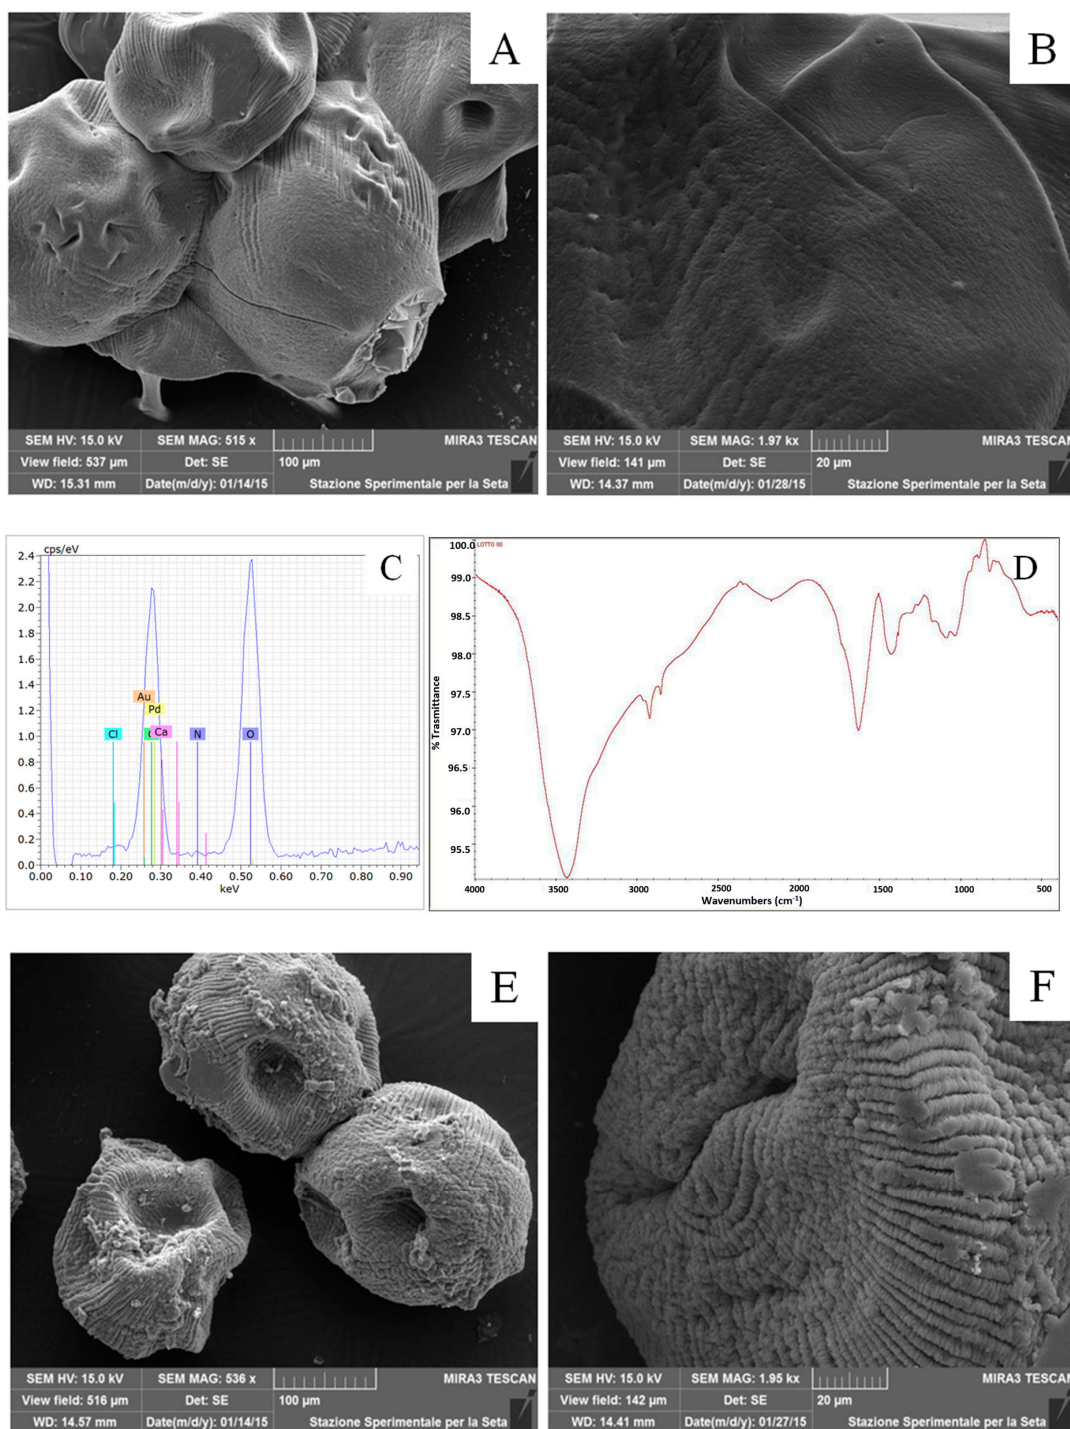 A
B
SEM HV: 15.0 kV SEM MAG: 515 x MIRA3 TESCAN
View field: 537 µm Det: SE 100 µm
WD: 15.31 mm Date(m/d/y): 01/14/15 Stazione Sperimentale per la Seta
SEM HV: 15.0 kV SEM MAG: 1.97 kx MIRA3 TESCAN
View field: 141 µm Det: SE 20 µm
WD: 14.37 mm Date(m/d/y): 01/28/15 Stazione Sperimentale per la Seta
cps/eV
C
2.4
2.2
2.0
1.8
1.6
1.4
1.2
1.0
0.8
0.6
0.4
0.2
0.0
Au
Pd
Cl Ca N O
0.00 0.10 0.20 0.30 0.40 0.50 0.60 0.70 0.80 0.90
keV
LOTTO 80
D
100.0
99.0
98.5
98.0
97.5
97.0
96.5
96.0
95.5
% Trasmittance
4000 3000 2000 1500 1000 500
Wavenumbers (cm-1)
E
F
SEM HV: 15.0 kV SEM MAG: 536 x MIRA3 TESCAN
View field: 516 µm Det: SE 100 µm
WD: 14.57 mm Date(m/d/y): 01/14/15 Stazione Sperimentale per la Seta
SEM HV: 15.0 kV SEM MAG: 1.95 kx MIRA3 TESCAN
View field: 142 µm Det: SE 20 µm
WD: 14.41 mm Date(m/d/y): 01/27/15 Stazione Sperimentale per la Seta